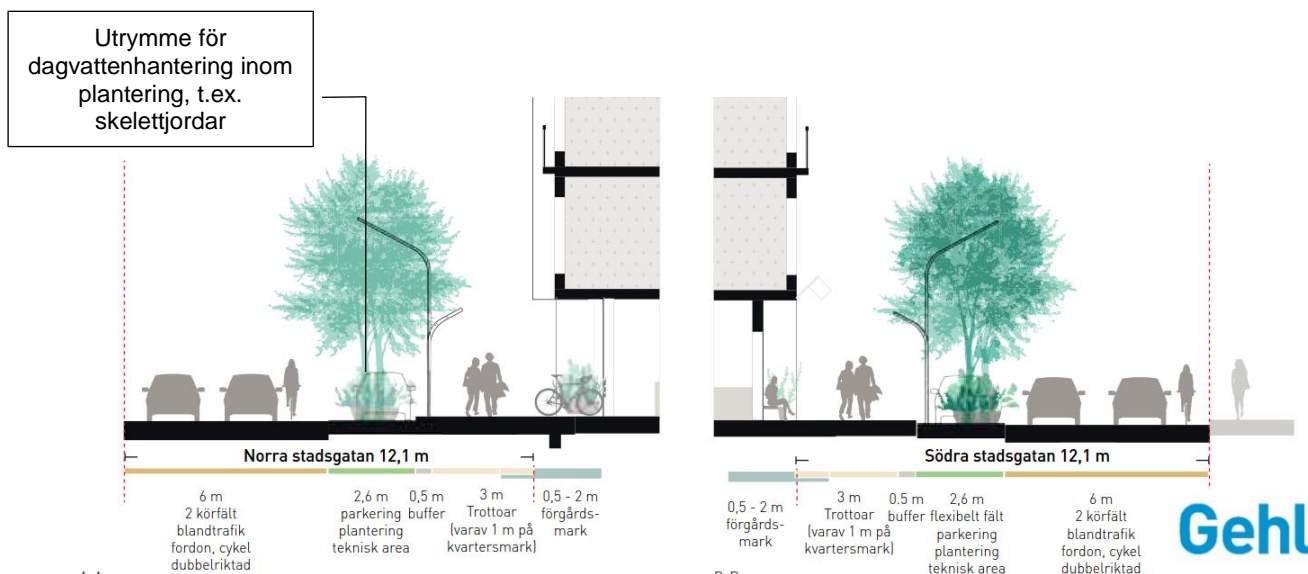 Utrymme för
dagvattenhantering inom
plantering, t.ex.
skelettjordar
Norra stadsgatan 12,1 m
6 m
2 körfält
blandtrafik
fordon, cykel
dubbelriktad
2,6 m
parkering
plantering
teknisk area
0,5 m
buffer
3 m
Trottoar
(varav 1 m på
kvartersmark)
0,5 - 2 m
förgårds-
mark
Södra stadsgatan 12,1 m
0,5 - 2 m
förgårds-
mark
3 m
Trottoar
(varav 1 m på
kvartersmark)
0.5 m
buffer
2,6 m
flexibelt fält
parkering
plantering
teknisk area
6 m
2 körfält
blandtrafik
fordon, cykel
dubbelriktad
Gehl